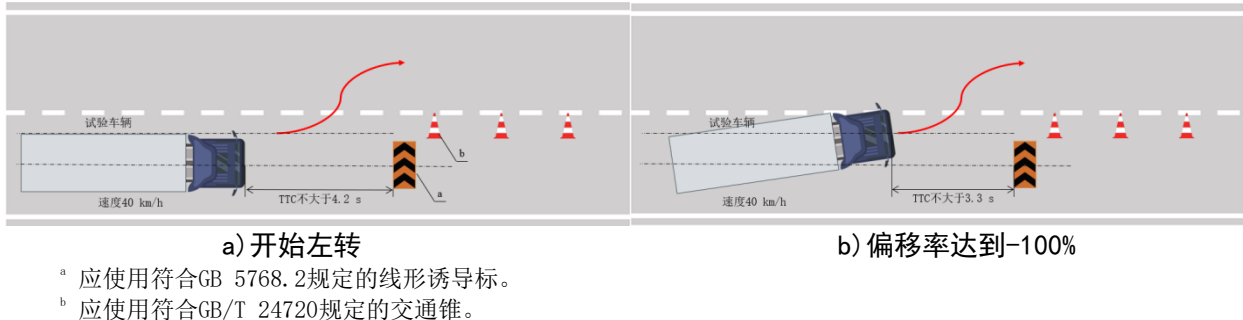 试验车辆
b
a
TTC不大于4.2 s
速度40 km/h
a)开始左转
试验车辆
TTC不大于3.3 s
速度40 km/h
b)偏移率达到-100%
a 应使用符合GB 5768.2规定的线形诱导标。
b 应使用符合GB/T 24720规定的交通锥。